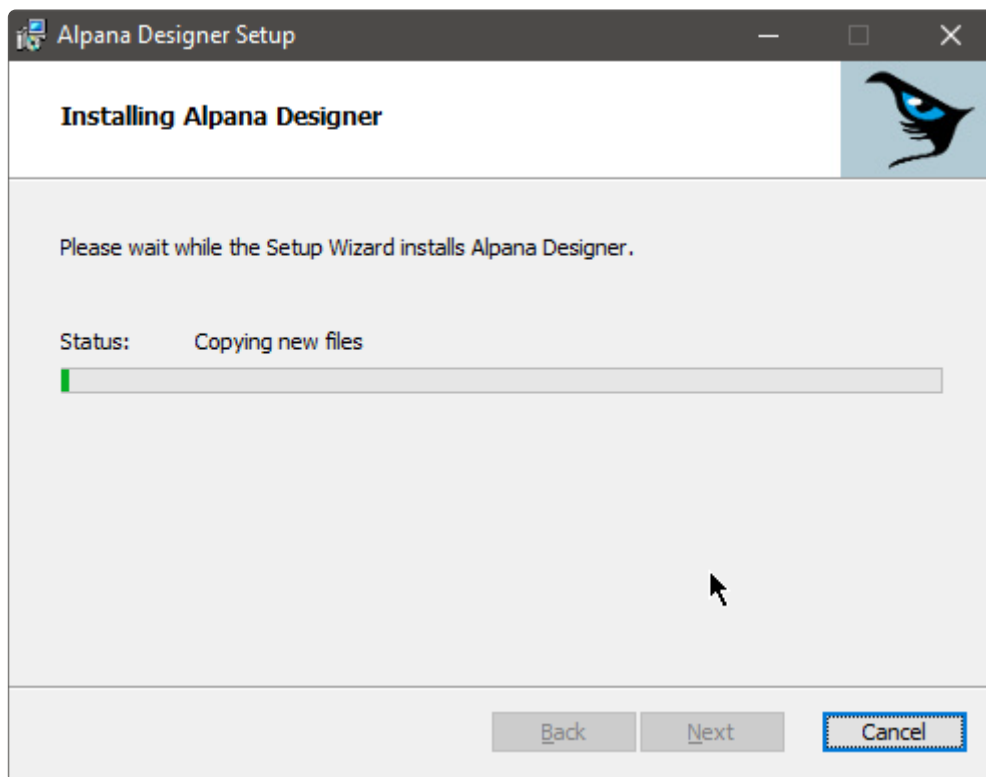 Alpana Designer Setup
Installing Alpana Designer
Please wait while the Setup Wizard installs Alpana Designer.
Status: Copying new files
Back Next Cancel